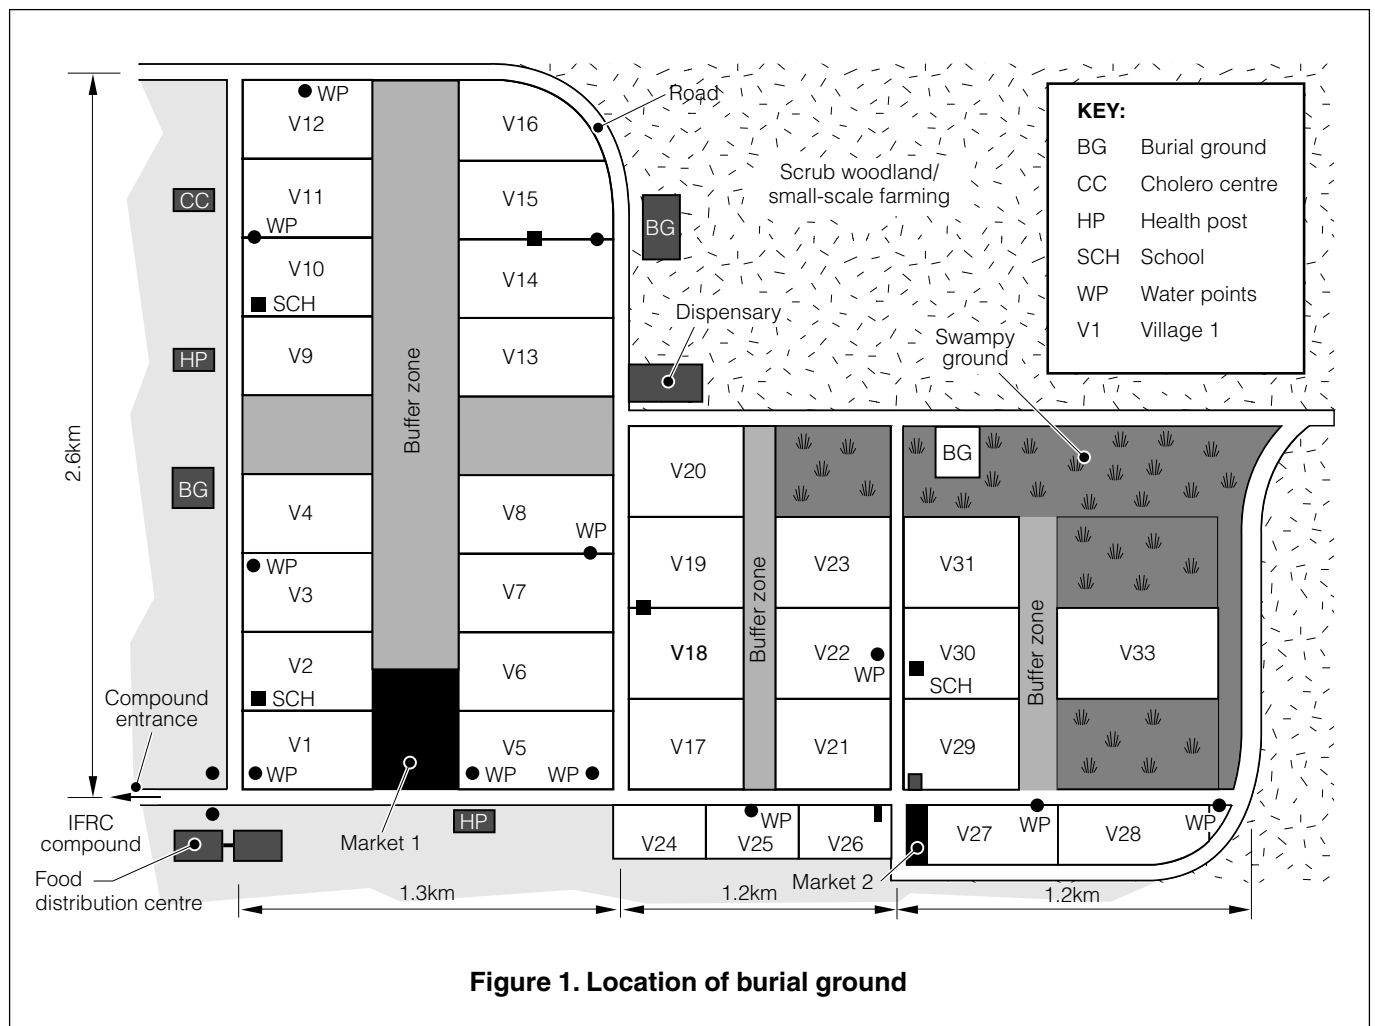 WP
V12
V16
Road
KEY:
BG Burial ground
CC Cholero centre
HP Health post
SCH School
WP Water points
V1 Village 1
Scrub woodland/
small-scale farming
CC
V11
V15
WP
BG
V10
V14
SCH
Dispensary
HP
V9
V13
Swampy
ground
Buffer zone
2.6km
BG
V20
BG
V4
V8
WP
WP
V3
V7
V19
V23
V31
Buffer zone
Buffer zone
V2
V6
V18
V22
WP
V30
SCH
V33
SCH
Compound
entrance
V1
V5
WP
WP
WP
V17
V21
V29
IFRC
compound
HP
Market 1
V24
WP
V25
V26
V27
WP
V28
WP
Food
distribution centre
Market 2
1.3km
1.2km
1.2km
Figure 1. Location of burial ground